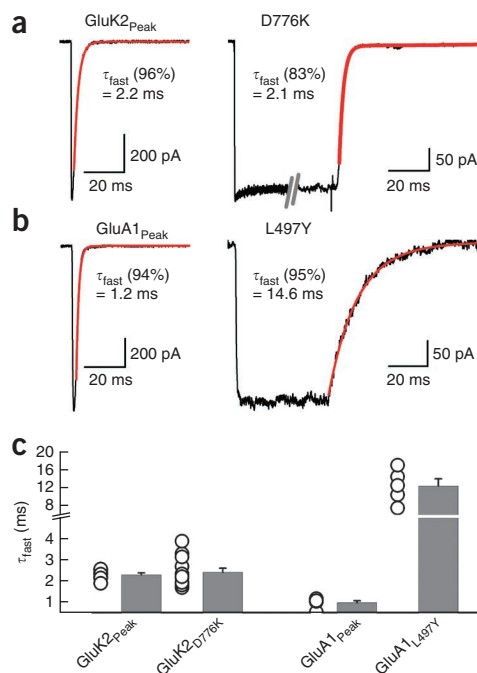 a
GluK2Peak
D776K
τfast (96%)
= 2.2 ms
τfast (83%)
= 2.1 ms
200 pA
20 ms
50 pA
20 ms
b
GluA1Peak
L497Y
τfast (94%)
= 1.2 ms
τfast (95%)
= 14.6 ms
200 pA
20 ms
50 pA
20 ms
c
τfast (ms)
20
16
12
8
4
3
2
1
GluK2Peak
GluK2D776K
GluA1Peak
GluA1L497Y